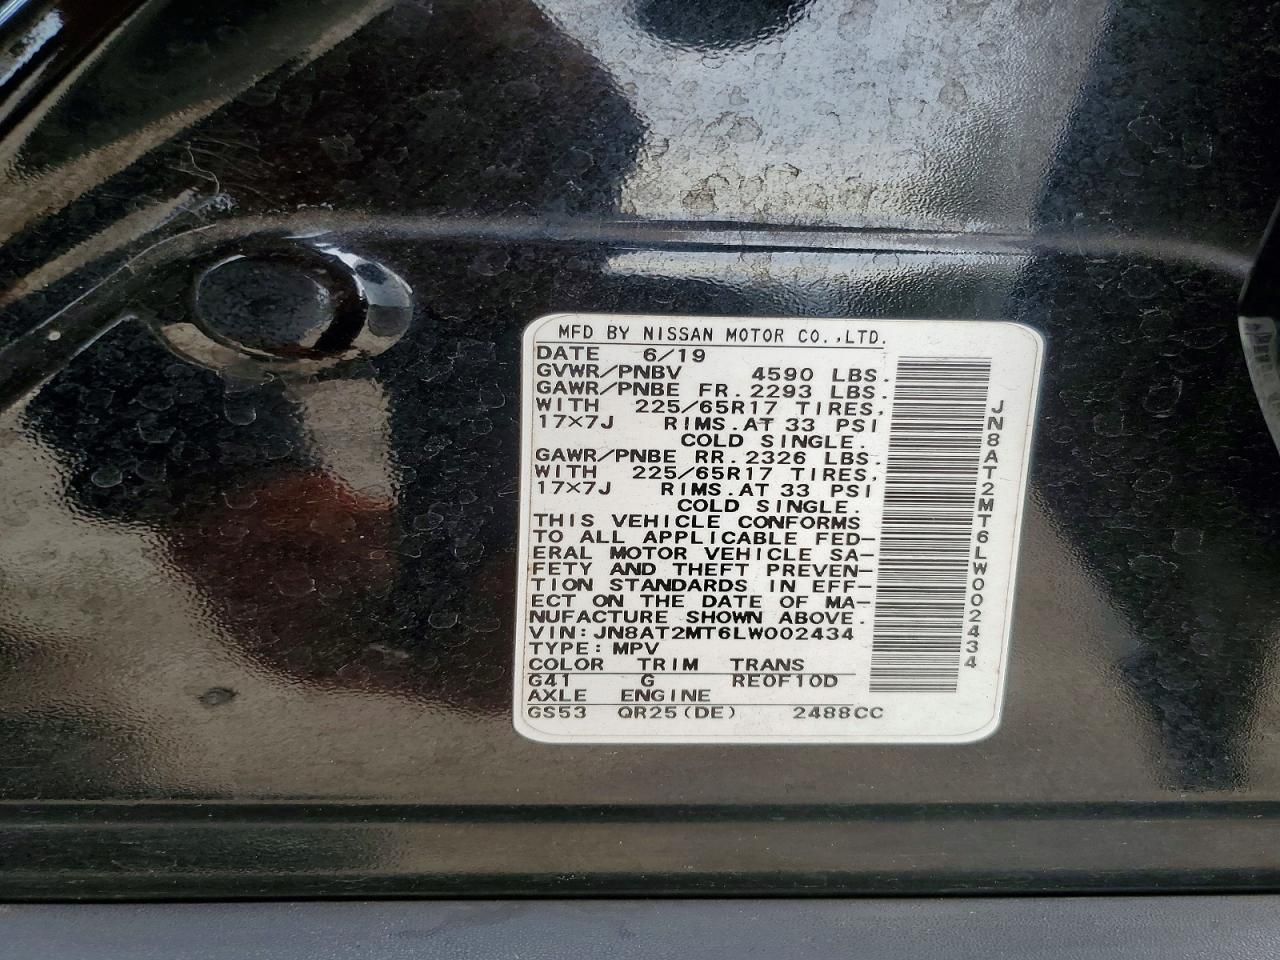 MFD BY NISSAN MOTOR CO.,LTD.
DATE 6/19
GVWR/PNBV 4590 LBS.
GAWR/PNBE FR. 2293 LBS.
WITH 225/65R17 TIRES,
17×7J RIMS.AT 33 PSI
COLD SINGLE.
GAWR/PNBE RR. 2326 LBS.
WITH 225/65R17 TIRES,
17×7J RIMS.AT 33 PSI
COLD SINGLE.
THIS VEHICLE CONFORMS
TO ALL APPLICABLE FED-
ERAL MOTOR VEHICLE SA-
FETY AND THEFT PREVEN-
TION STANDARDS IN EFF-
ECT ON THE DATE OF MA-
NUFACTURE SHOWN ABOVE.
VIN:JN8AT2MT6LW002434
TYPE:MPV
COLOR TRIM TRANS
G41 G RE0F10D
AXLE ENGINE
GS53 QR25(DE) 2488CC
JN8AT2MT6LW002434